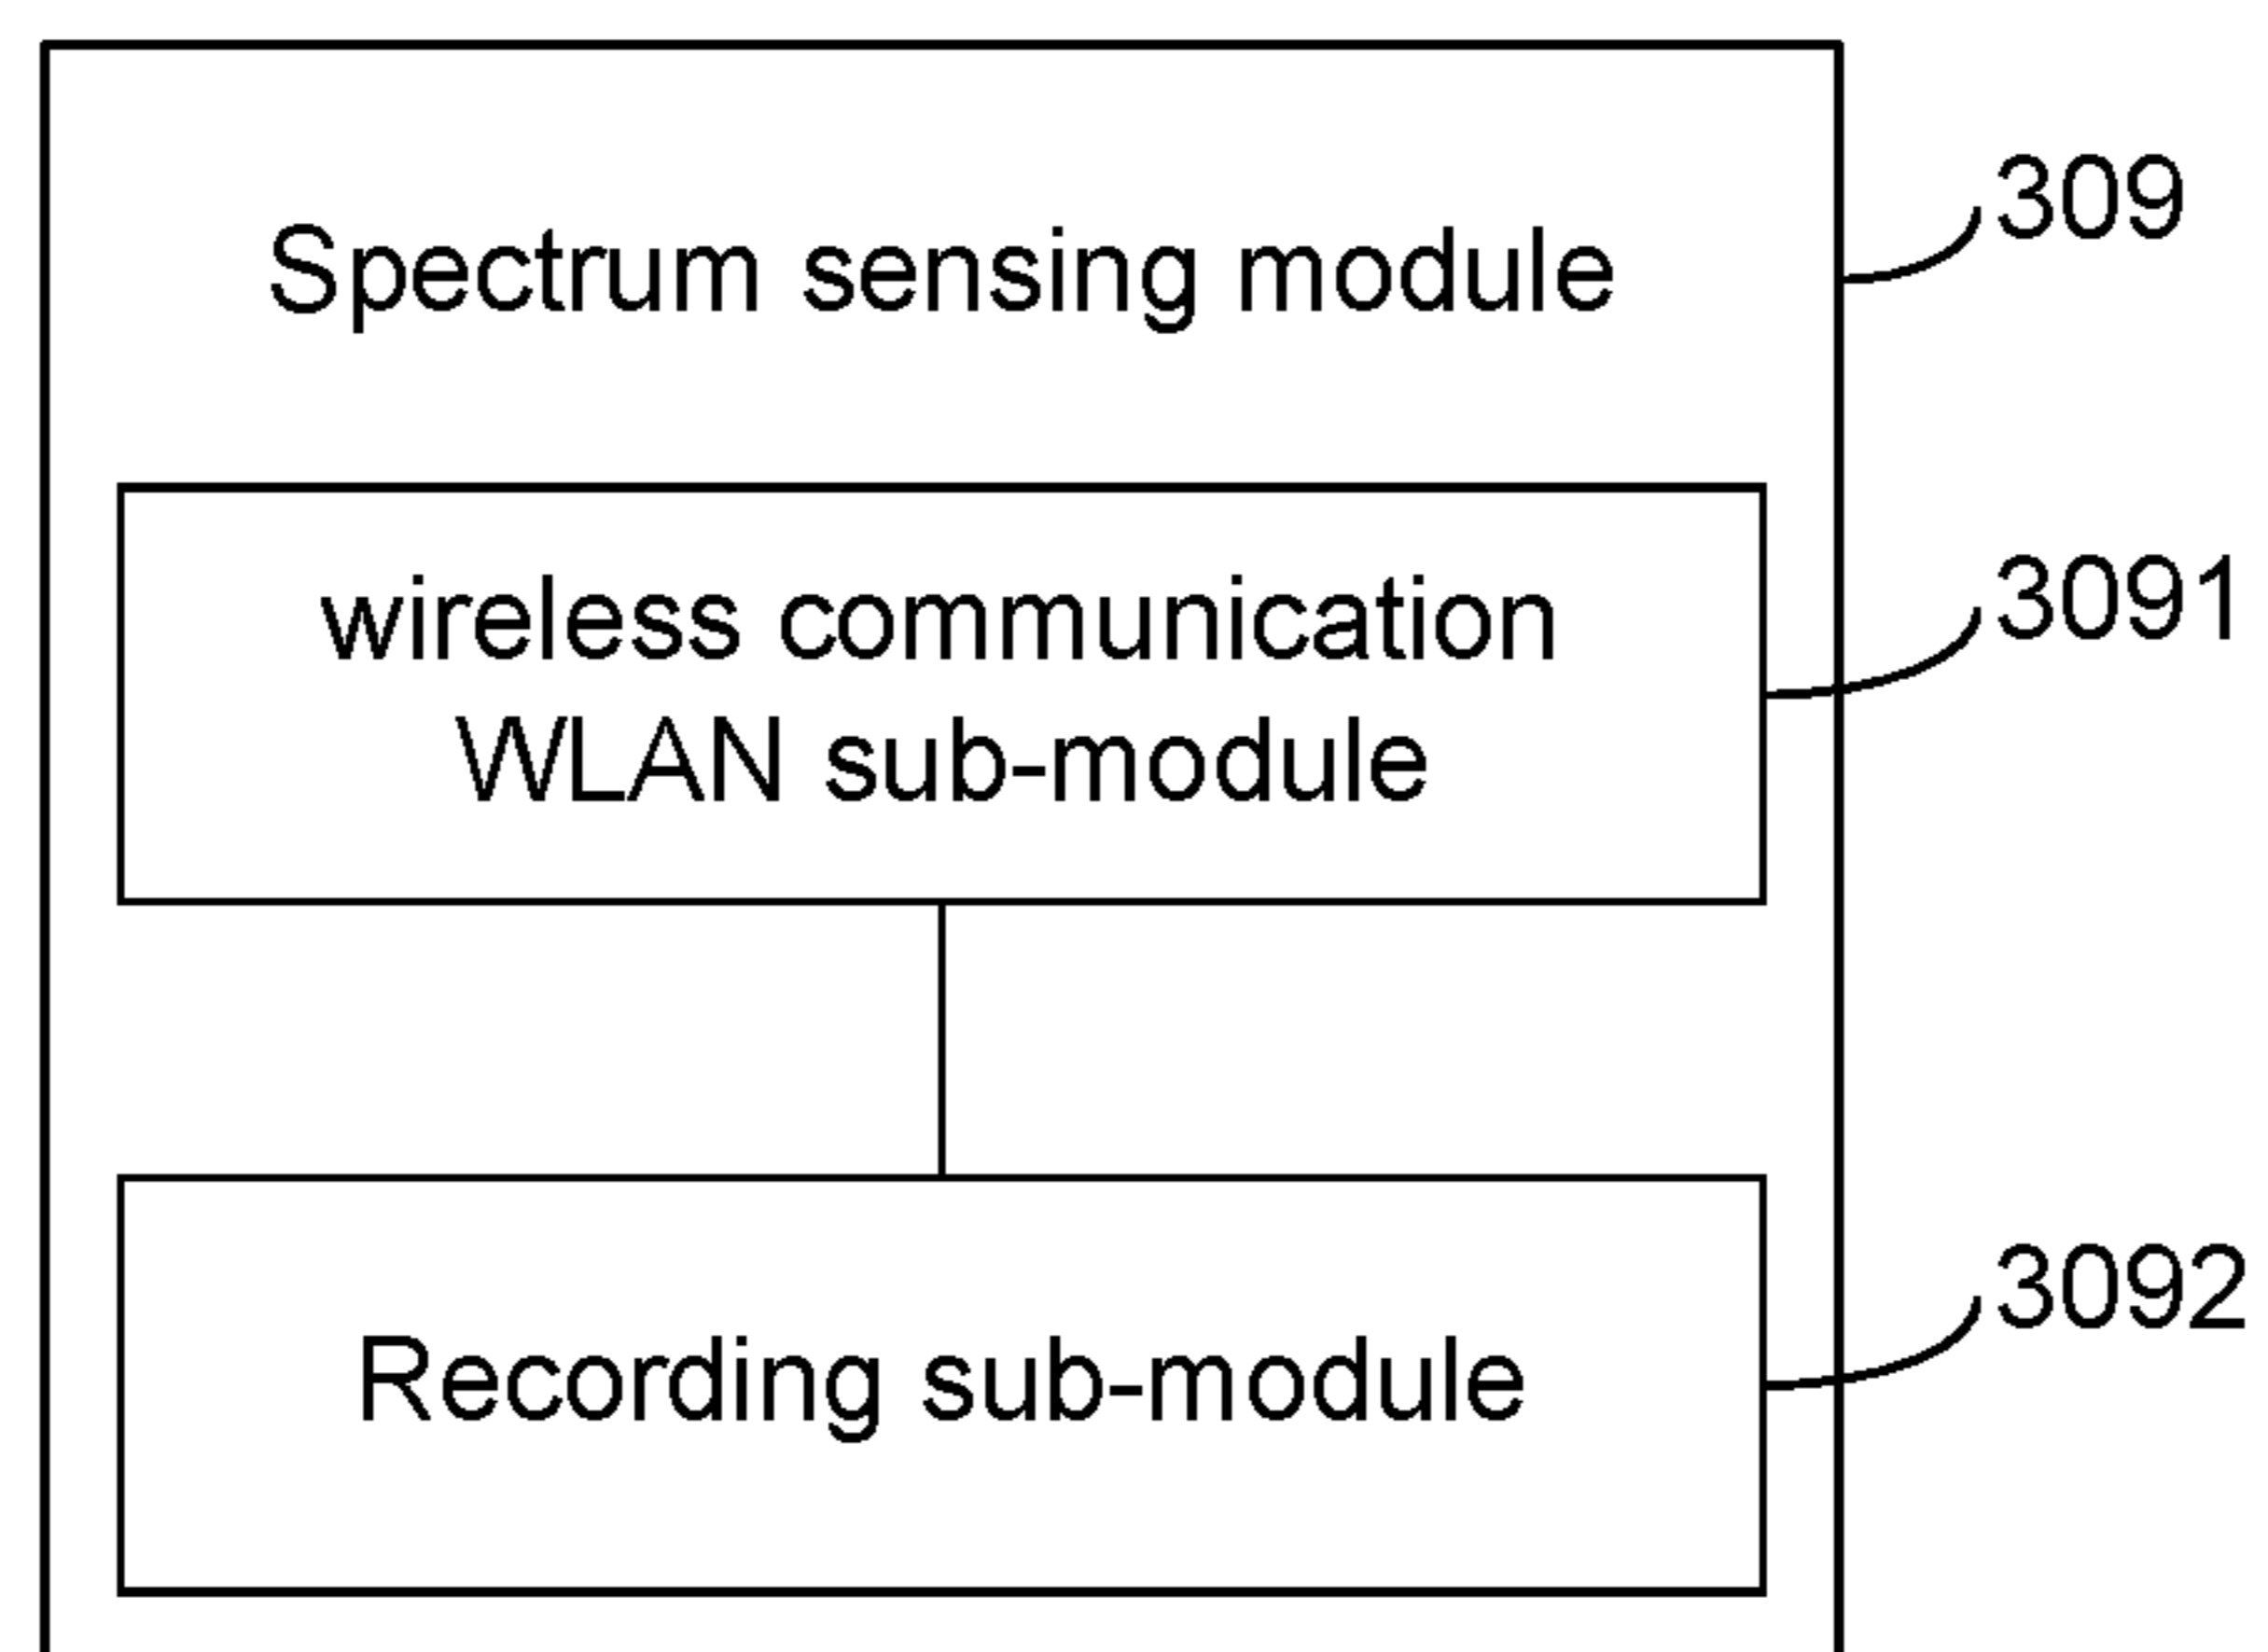 309
Spectrum sensing module
3091
wireless communication
WLAN sub-module
3092
Recording sub-module